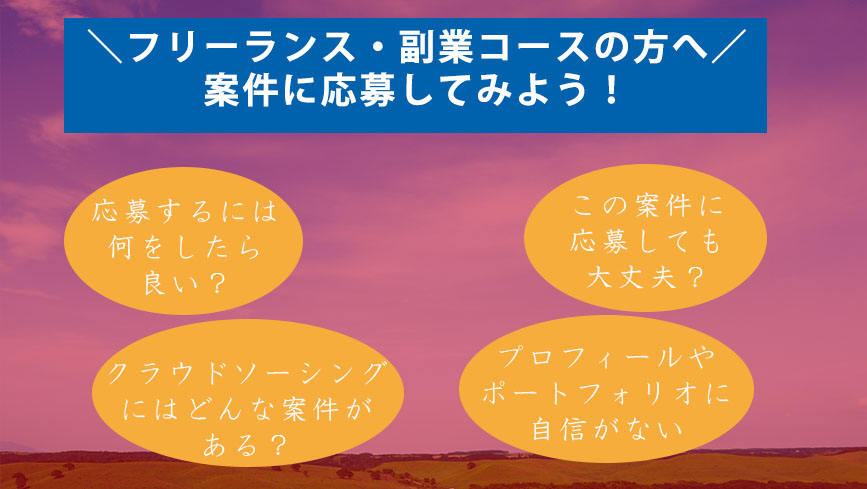 ＼フリーランス・副業コースの方へ／
案件に応募してみよう！
応募するには
何をしたら
良い？
この案件に
応募しても
大丈夫？
クラウドソーシング
にはどんな案件が
ある？
プロフィールや
ポートフォリオに
自信がない